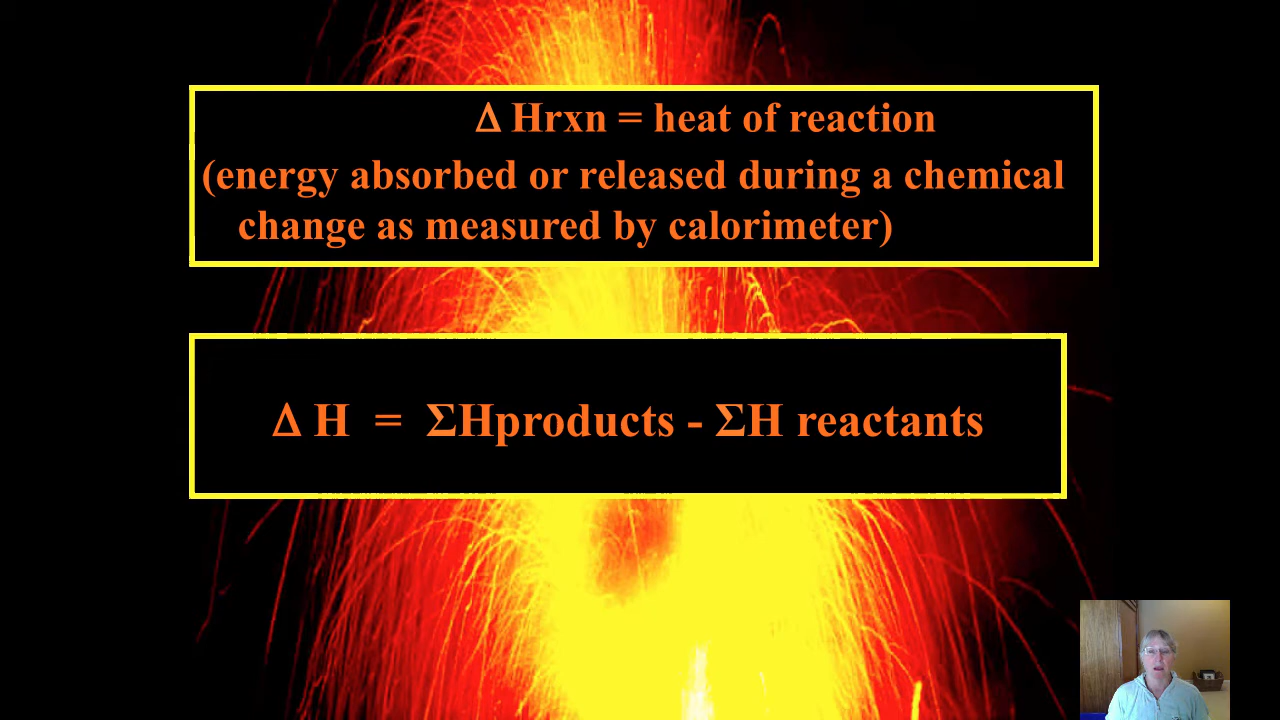 Δ Hrxn = heat of reaction
(energy absorbed or released during a chemical
change as measured by calorimeter)
Δ H = ΣHproducts - ΣH reactants